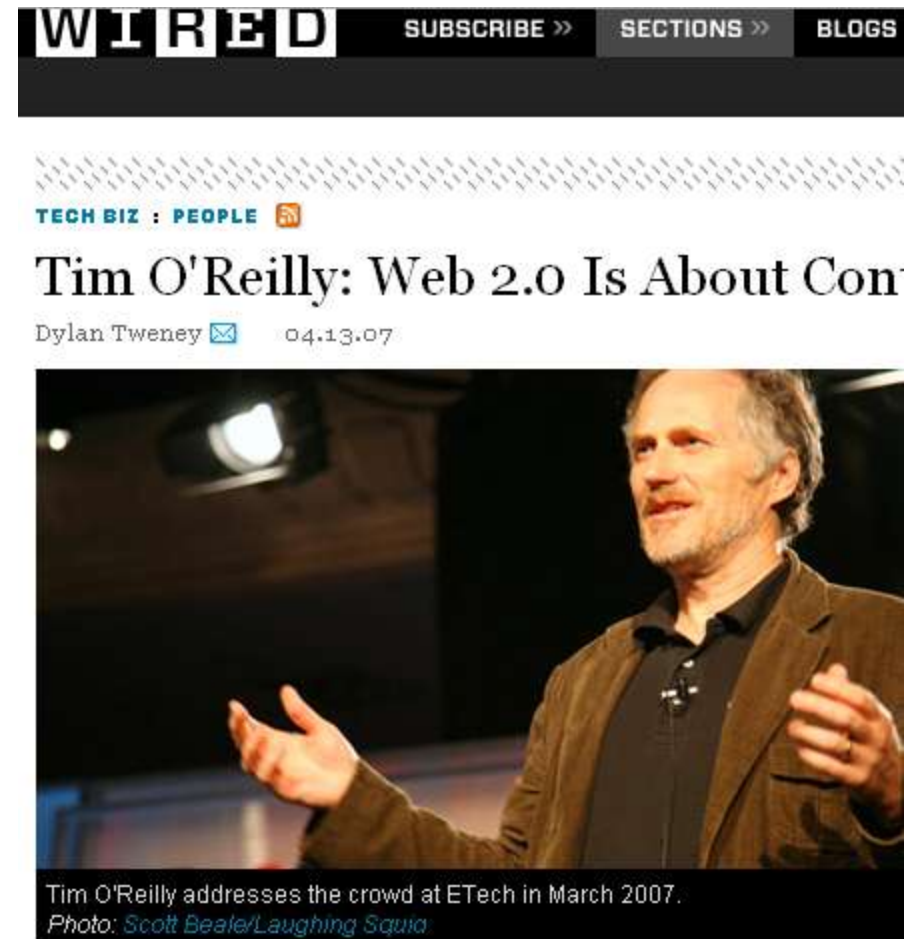 WIRED SUBSCRIBE » SECTIONS » BLOGS
TECH BIZ : PEOPLE
Tim O'Reilly: Web 2.0 Is About
Dylan Tweney 04.13.07
Tim O'Reilly addresses the crowd at ETech in March 2007.
Photo: Scott Beale/Laughing Squid